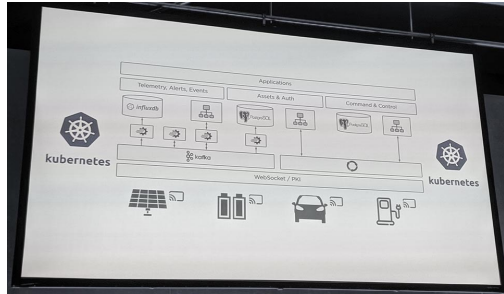 Applications
Telemetry, Alerts, Events
Assets & Auth
Command & Control
influxdb
PostgreSQL
PostgreSQL
kafka
kubernetes
kubernetes
WebSocket / PKI